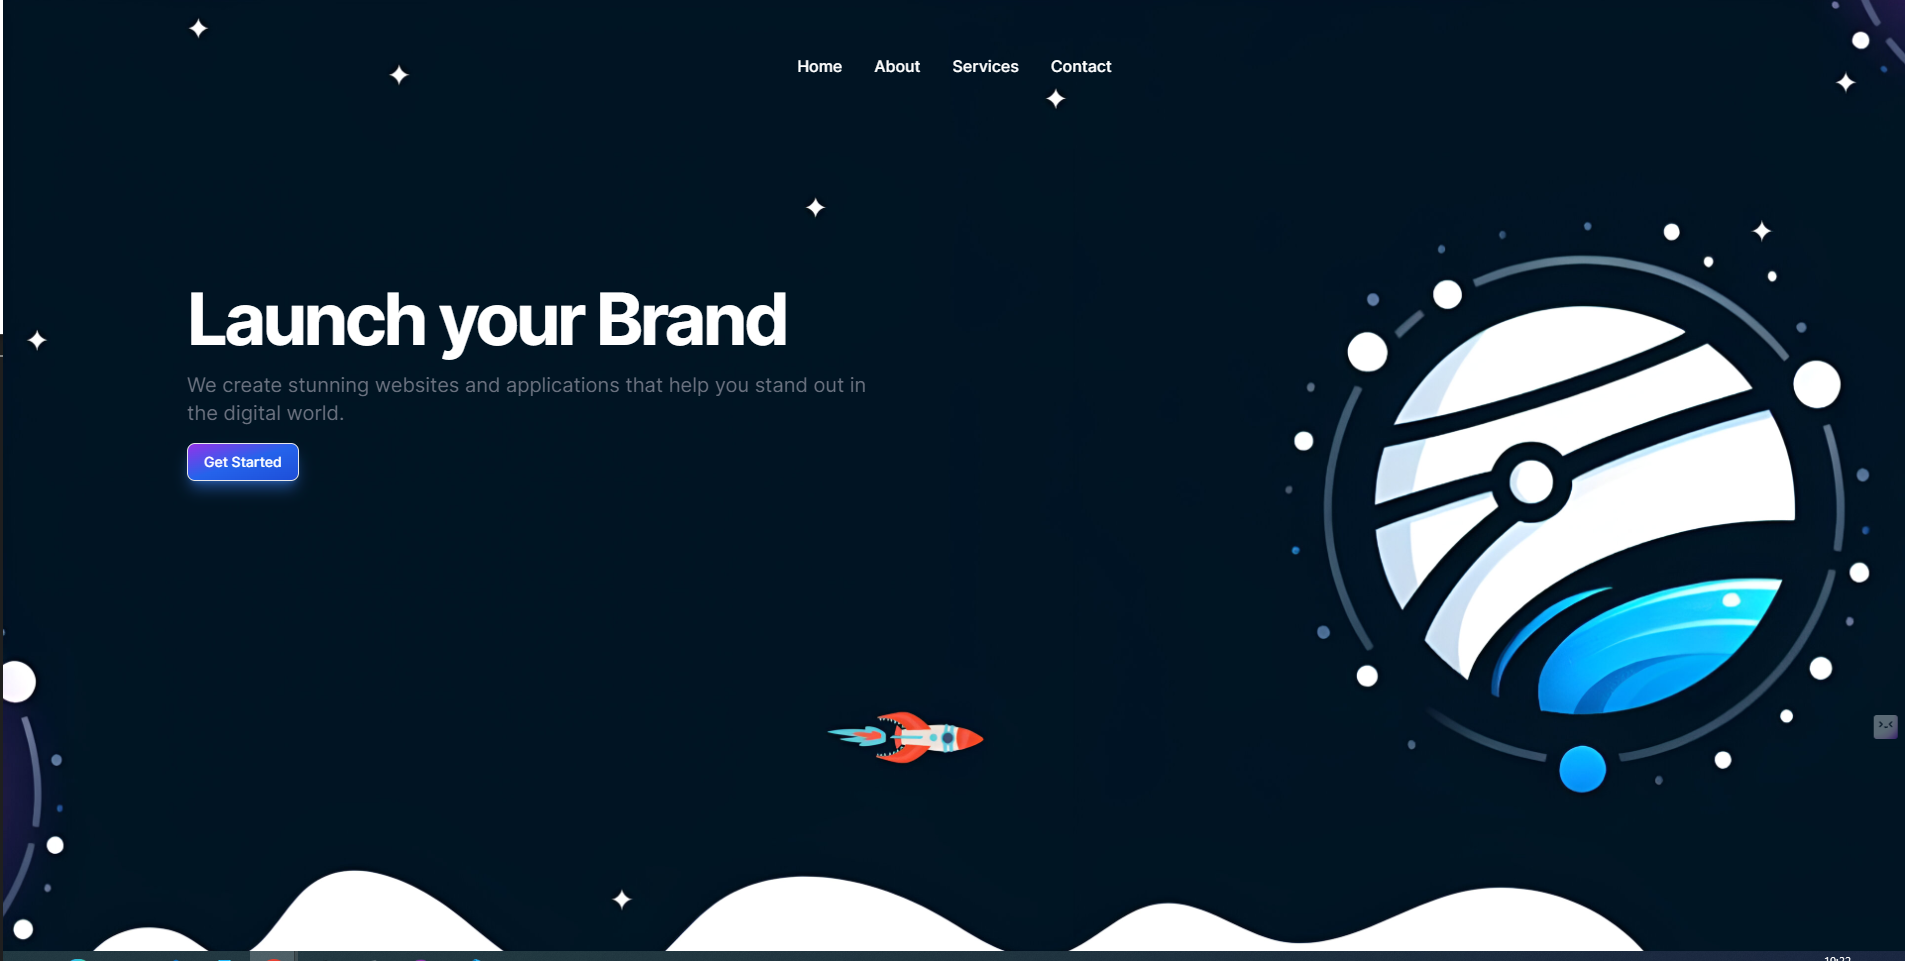 Home About Services Contact
Launch your Brand
We create stunning websites and applications that help you stand out in
the digital world.
Get Started